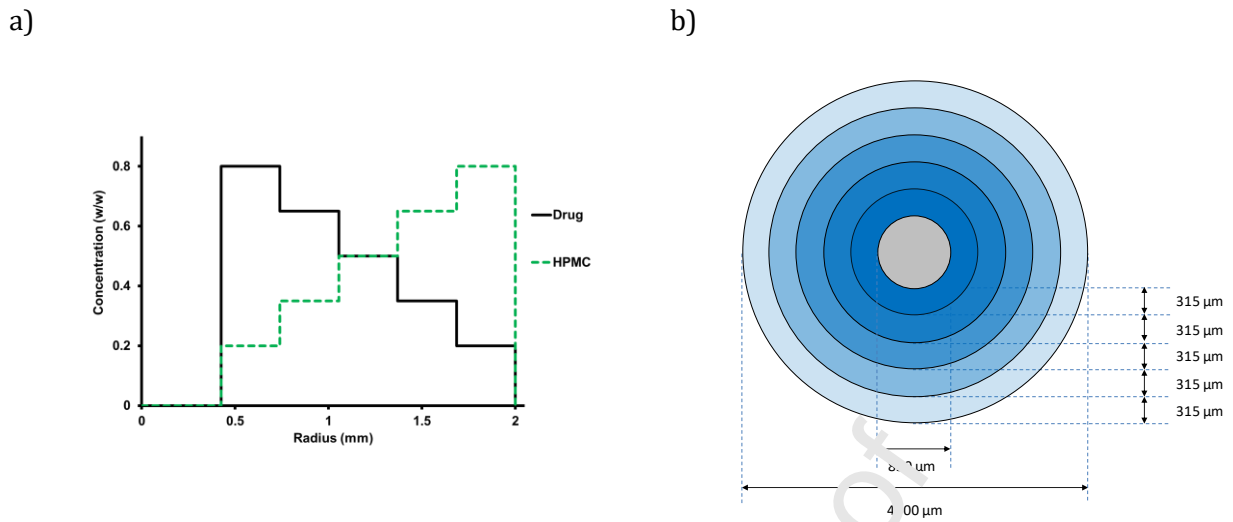 a)
b)
Concentration (w/w)
0.8
0.6
0.4
0.2
0
0
0.5
1
1.5
2
Radius (mm)
Drug
HPMC
315 µm
315 µm
315 µm
315 µm
315 µm
µm
µm
of